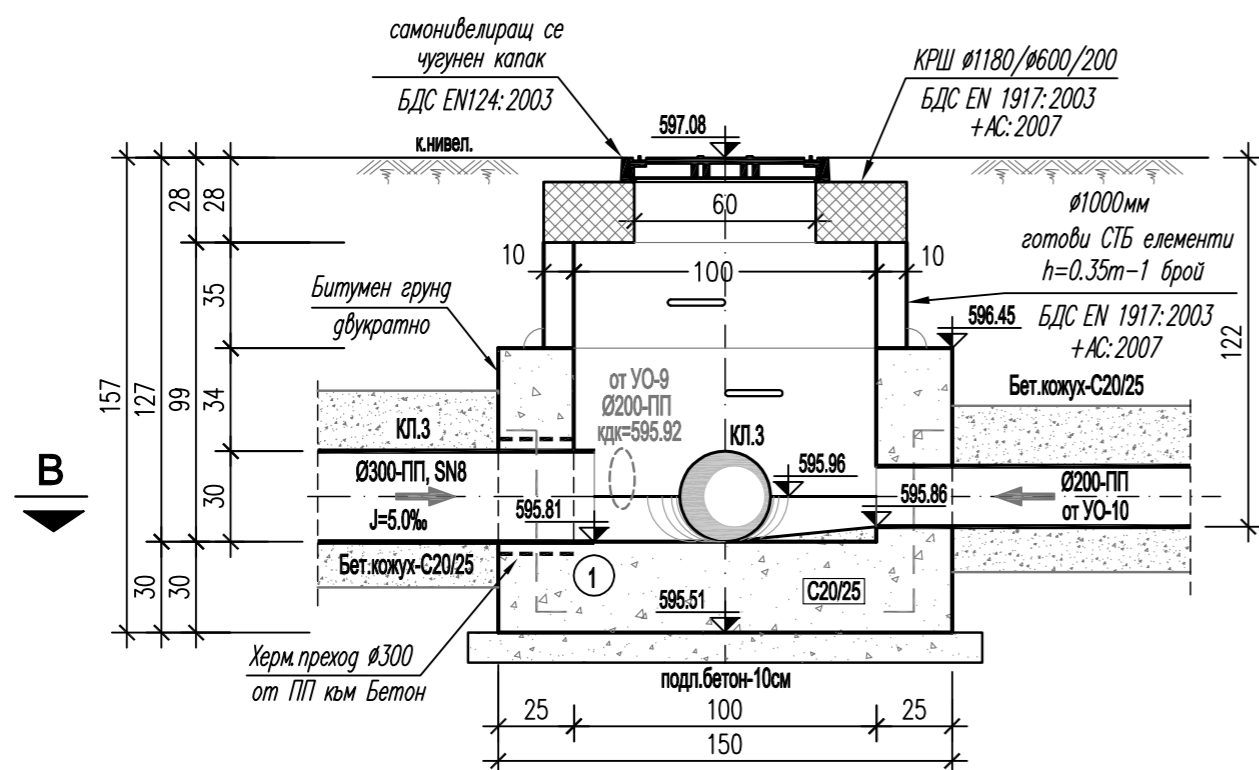 самонивелиращ се
чугунен капак
БДС EN124:2003
КРШ ø1180/ø600/200
БДС EN 1917:2003
+АС:2007
597.08
к.нивел.
60
ø1000мм
готови СТБ елементи
h=0.35m-1 брой
БДС EN 1917:2003
+АС:2007
10
100
10
Битумен грунд
двукратно
596.45
28
28
35
34
30
99
127
157
30
30
122
от УО-9
Ø200-ПП
кдк=595.92
КЛ.3
КЛ.3
Бет.кожух-С20/25
Ø300-ПП, SN8
J=5.0‰
595.81
595.96
595.86
Ø200-ПП
от УО-10
B
Бет.кожух-С20/25
1
595.51
С20/25
Херм.преход ø300
от ПП към Бетон
подл.бетон-10см
25
100
25
150